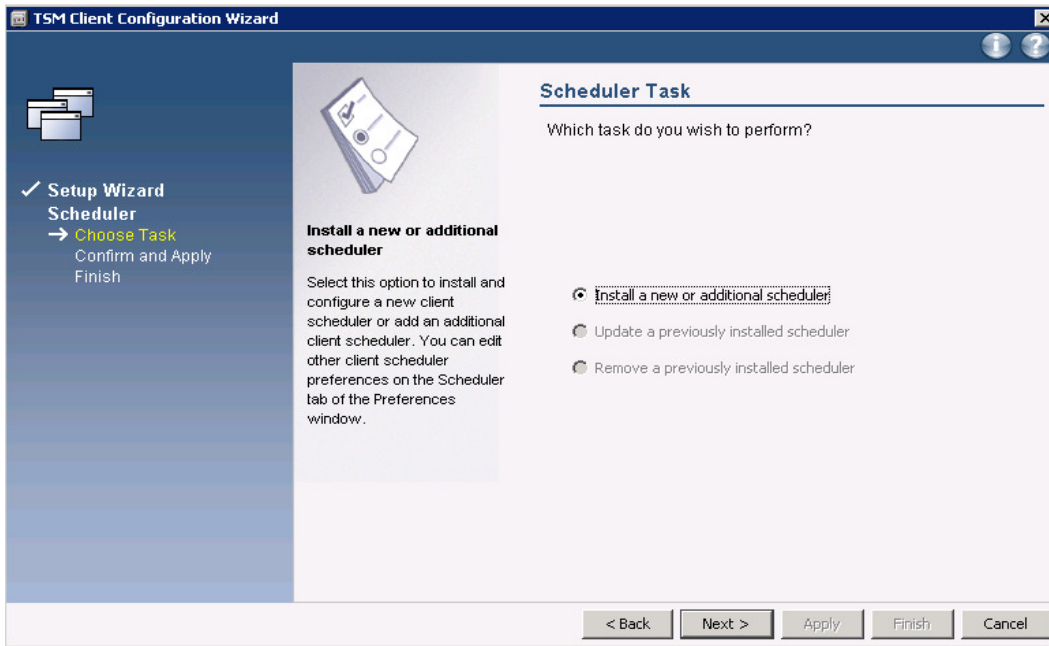 TSM Client Configuration Wizard
Setup Wizard
Scheduler
Choose Task
Confirm and Apply
Finish
Install a new or additional
scheduler
Select this option to install and
configure a new client
scheduler or add an additional
client scheduler. You can edit
other client scheduler
preferences on the Scheduler
tab of the Preferences
window.
Scheduler Task
Which task do you wish to perform?
Install a new or additional scheduler
Update a previously installed scheduler
Remove a previously installed scheduler
< Back
Next >
Apply
Finish
Cancel